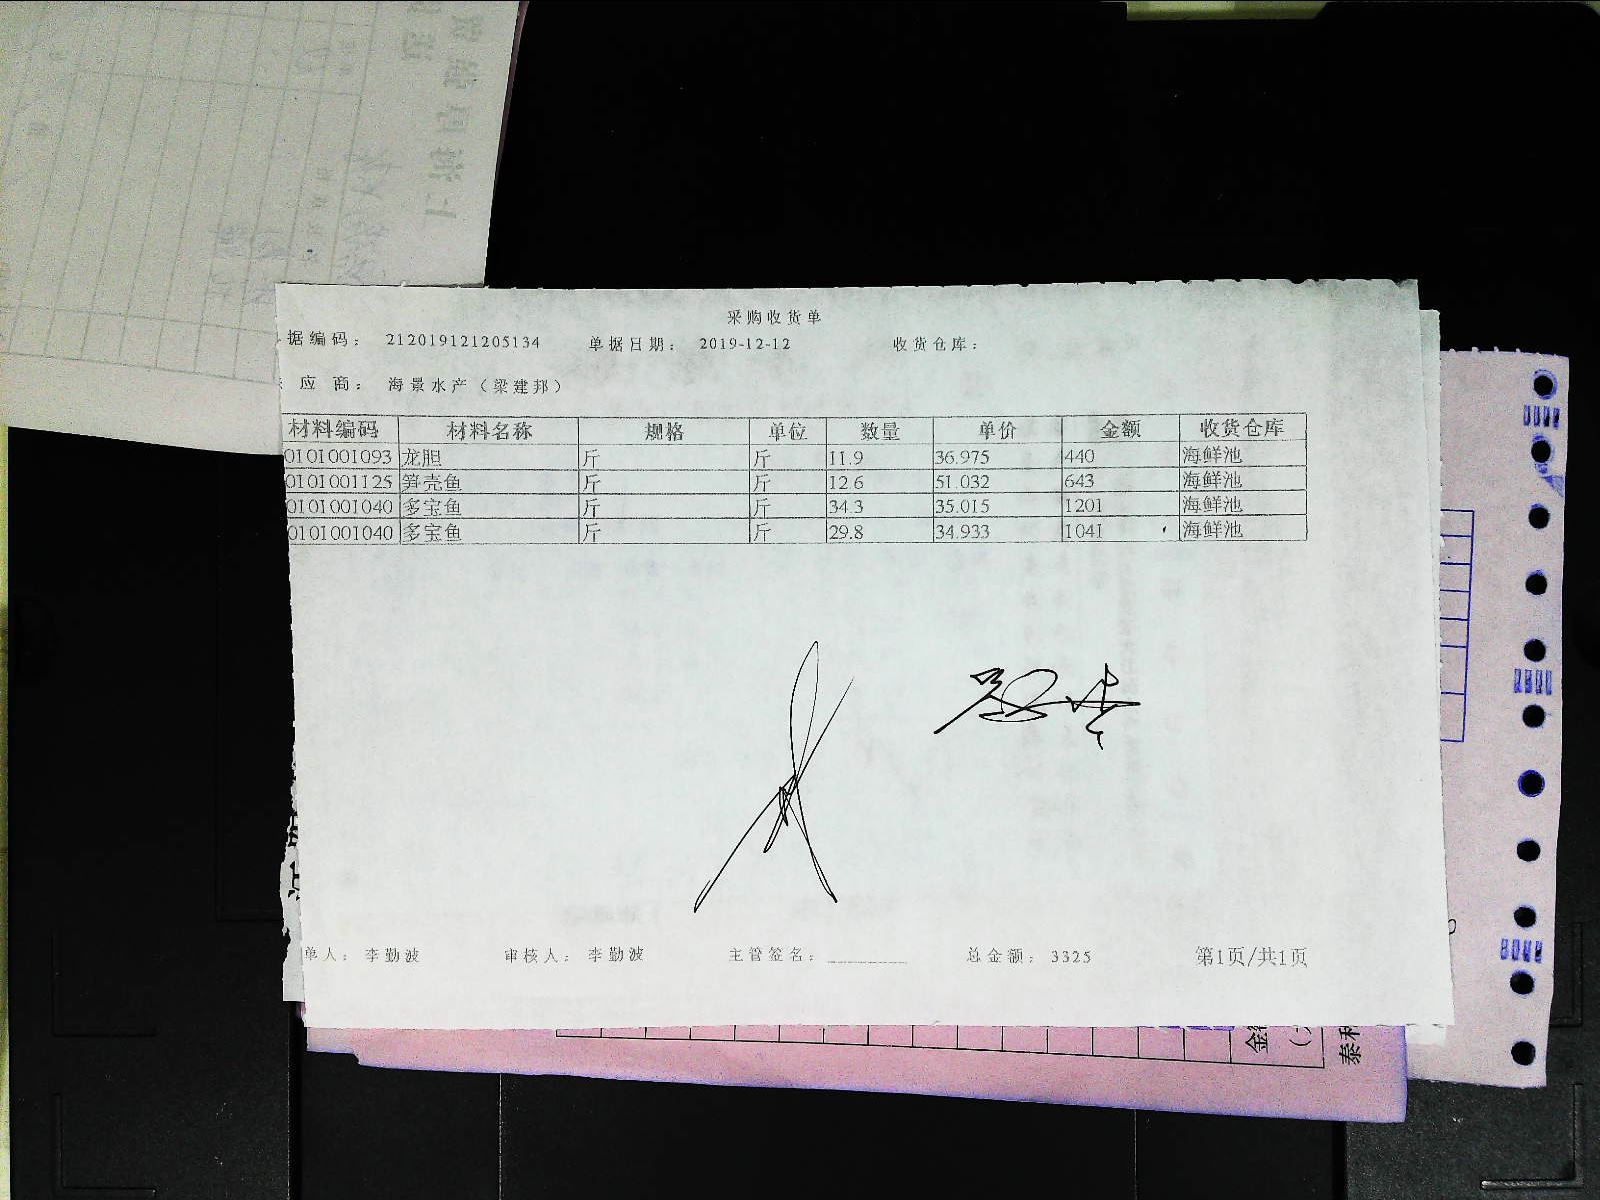 采购收货单
据编码： 212019121205134 单据日期： 2019-12-12 收货仓库：
应 商： 海景水产（梁建邦）
材料编码 材料名称 规格 单位 数量 单价 金额 收货仓库
0101001093 龙胆 斤 斤 11.9 36.975 440 海鲜池
0101001125 笋壳鱼 斤 斤 12.6 51.032 643 海鲜池
0101001040 多宝鱼 斤 斤 34.3 35.015 1201 海鲜池
0101001040 多宝鱼 斤 斤 29.8 34.933 1041 海鲜池
单人： 李勤波 审核人： 李勤波 主管签名： 总金额： 3325 第1页/共1页